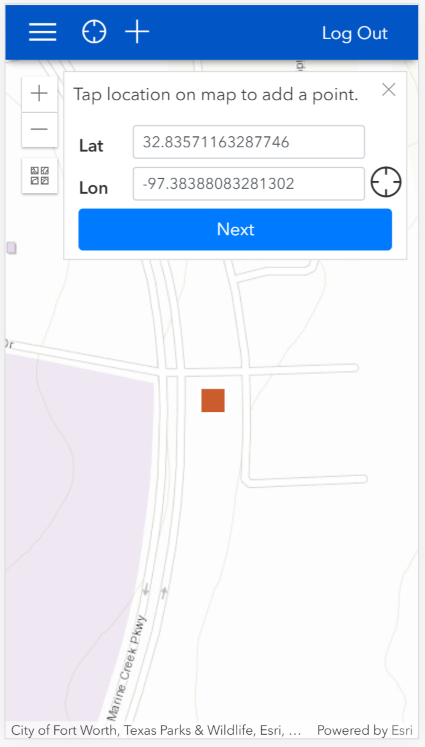 Log Out
Tap location on map to add a point.
Lat 32.83571163287746
Lon -97.38388083281302
Next
Dr
Marine Creek Pkwy
City of Fort Worth, Texas Parks & Wildlife, Esri, ... Powered by Esri